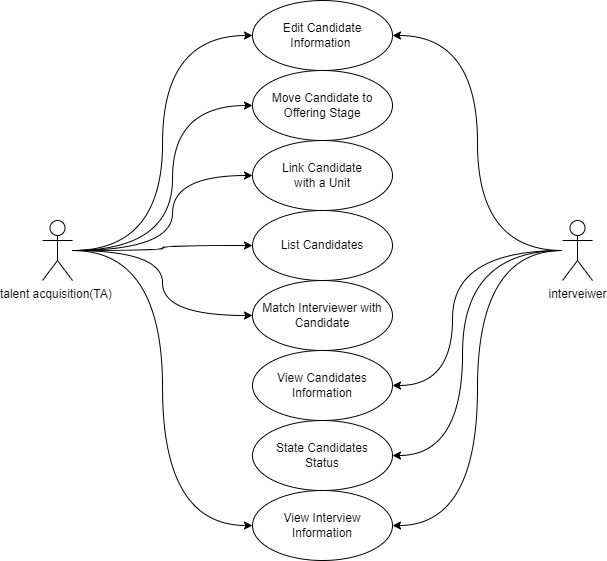 Edit Candidate
Information
Move Candidate to
Offering Stage
Link Candidate
with a Unit
talent acquisition(TA)
List Candidates
interveiwer
Match Interviewer with
Candidate
View Candidates
Information
State Candidates
Status
View Interview
Information